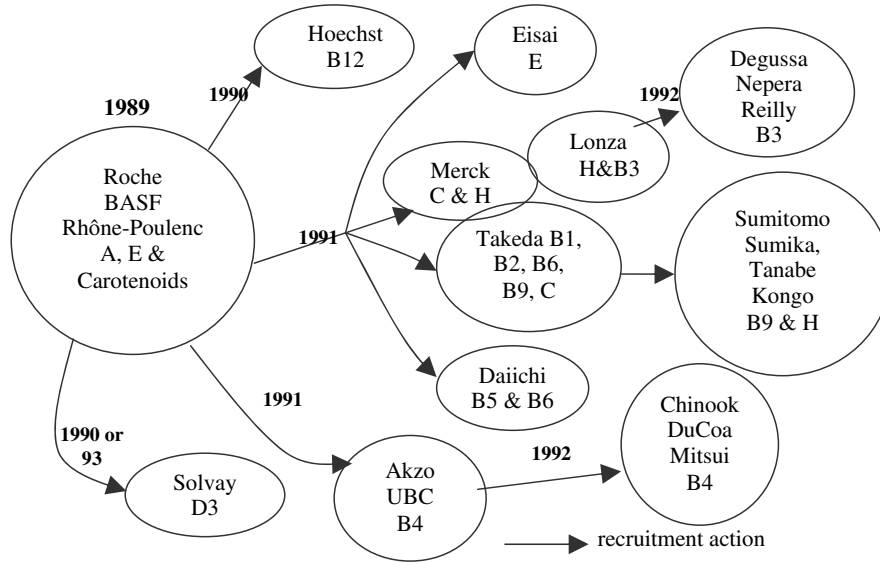 Hoechst
B12
Eisai
E
Degussa
Nepera
Reilly
B3
1992
1990
1989
Lonza
H&B3
Merck
C & H
Roche
BASF
Rhône-Poulenc
A, E &
Carotenoids
1991
Takeda B1,
B2, B6,
B9, C
Sumitomo
Sumika,
Tanabe
Kongo
B9 & H
Daiichi
B5 & B6
1991
Chinook
DuCoa
Mitsui
B4
1990 or
93
Solvay
D3
Akzo
UBC
B4
1992
recruitment action